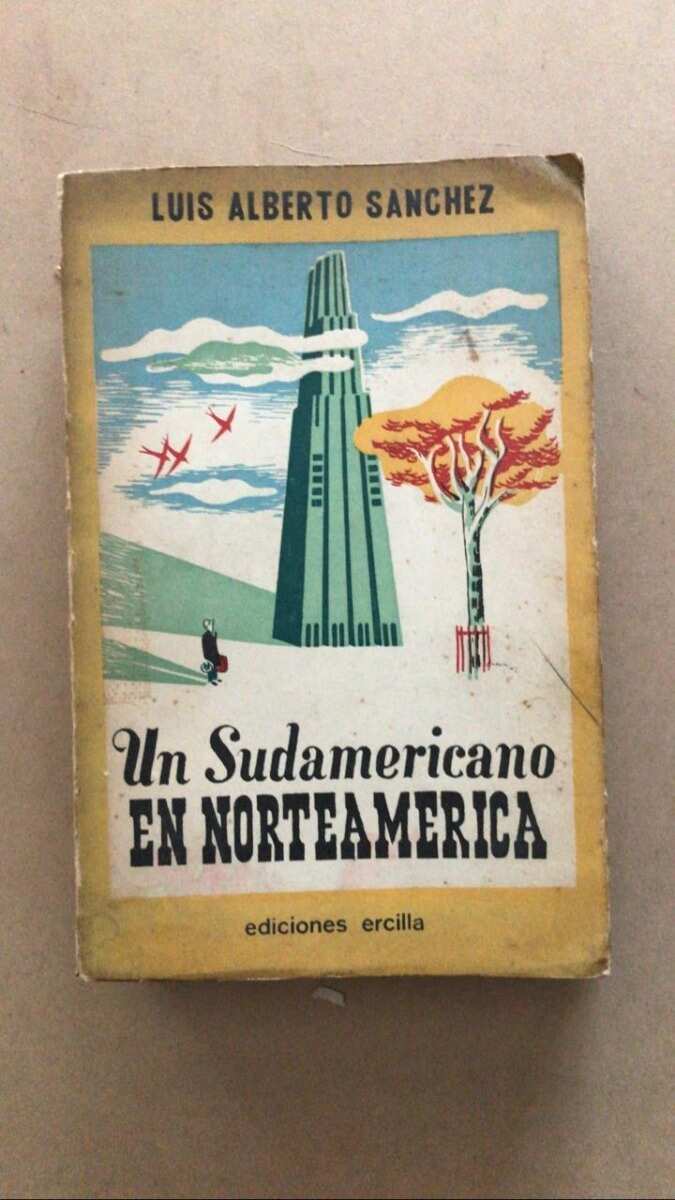 LUIS ALBERTO SANCHEZ
Un Sudamericano
EN NORTEAMERICA
ediciones ercilla